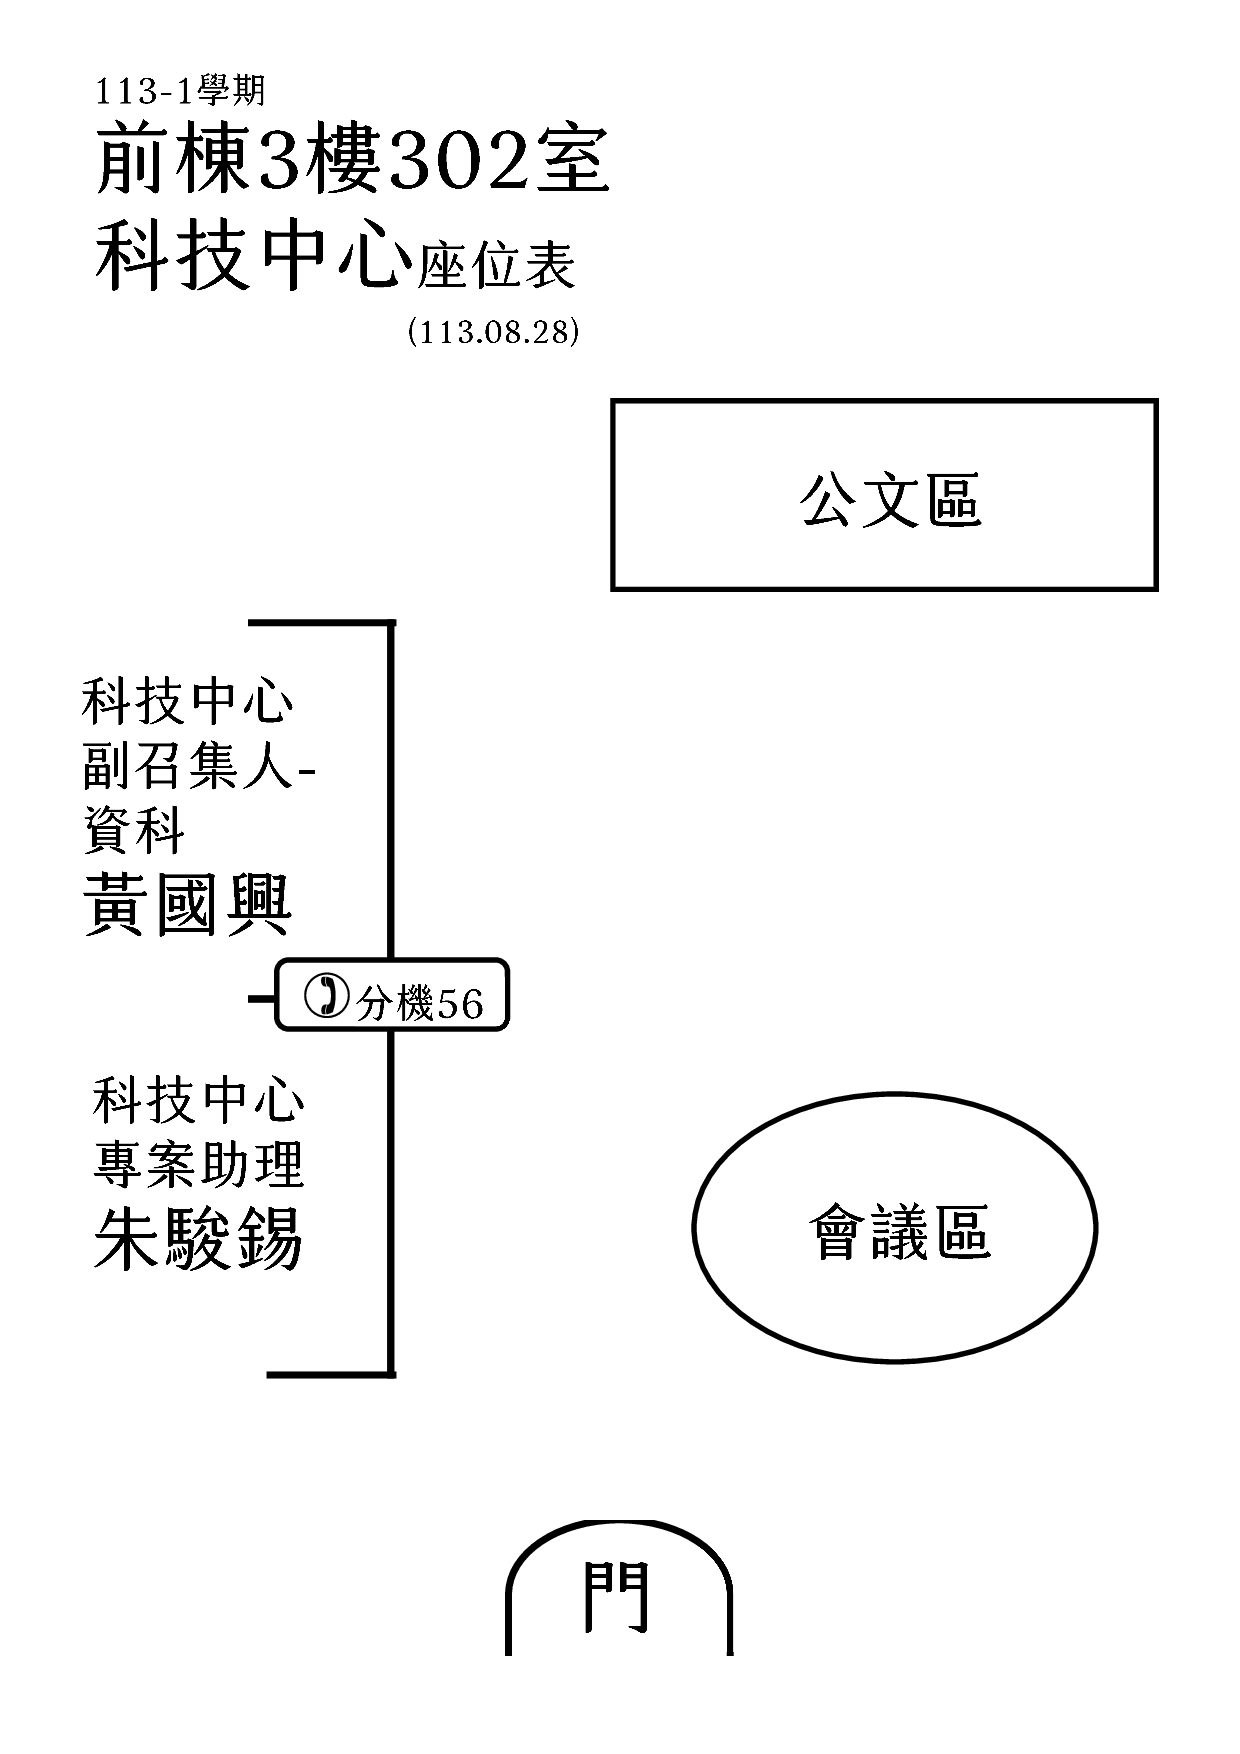 113-1學期
前棟3樓302室
科技中心座位表
(113.08.28)
公文區
科技中心
副召集人-
資科
黃國興
分機56
科技中心
專案助理
朱駿錫
會議區
門